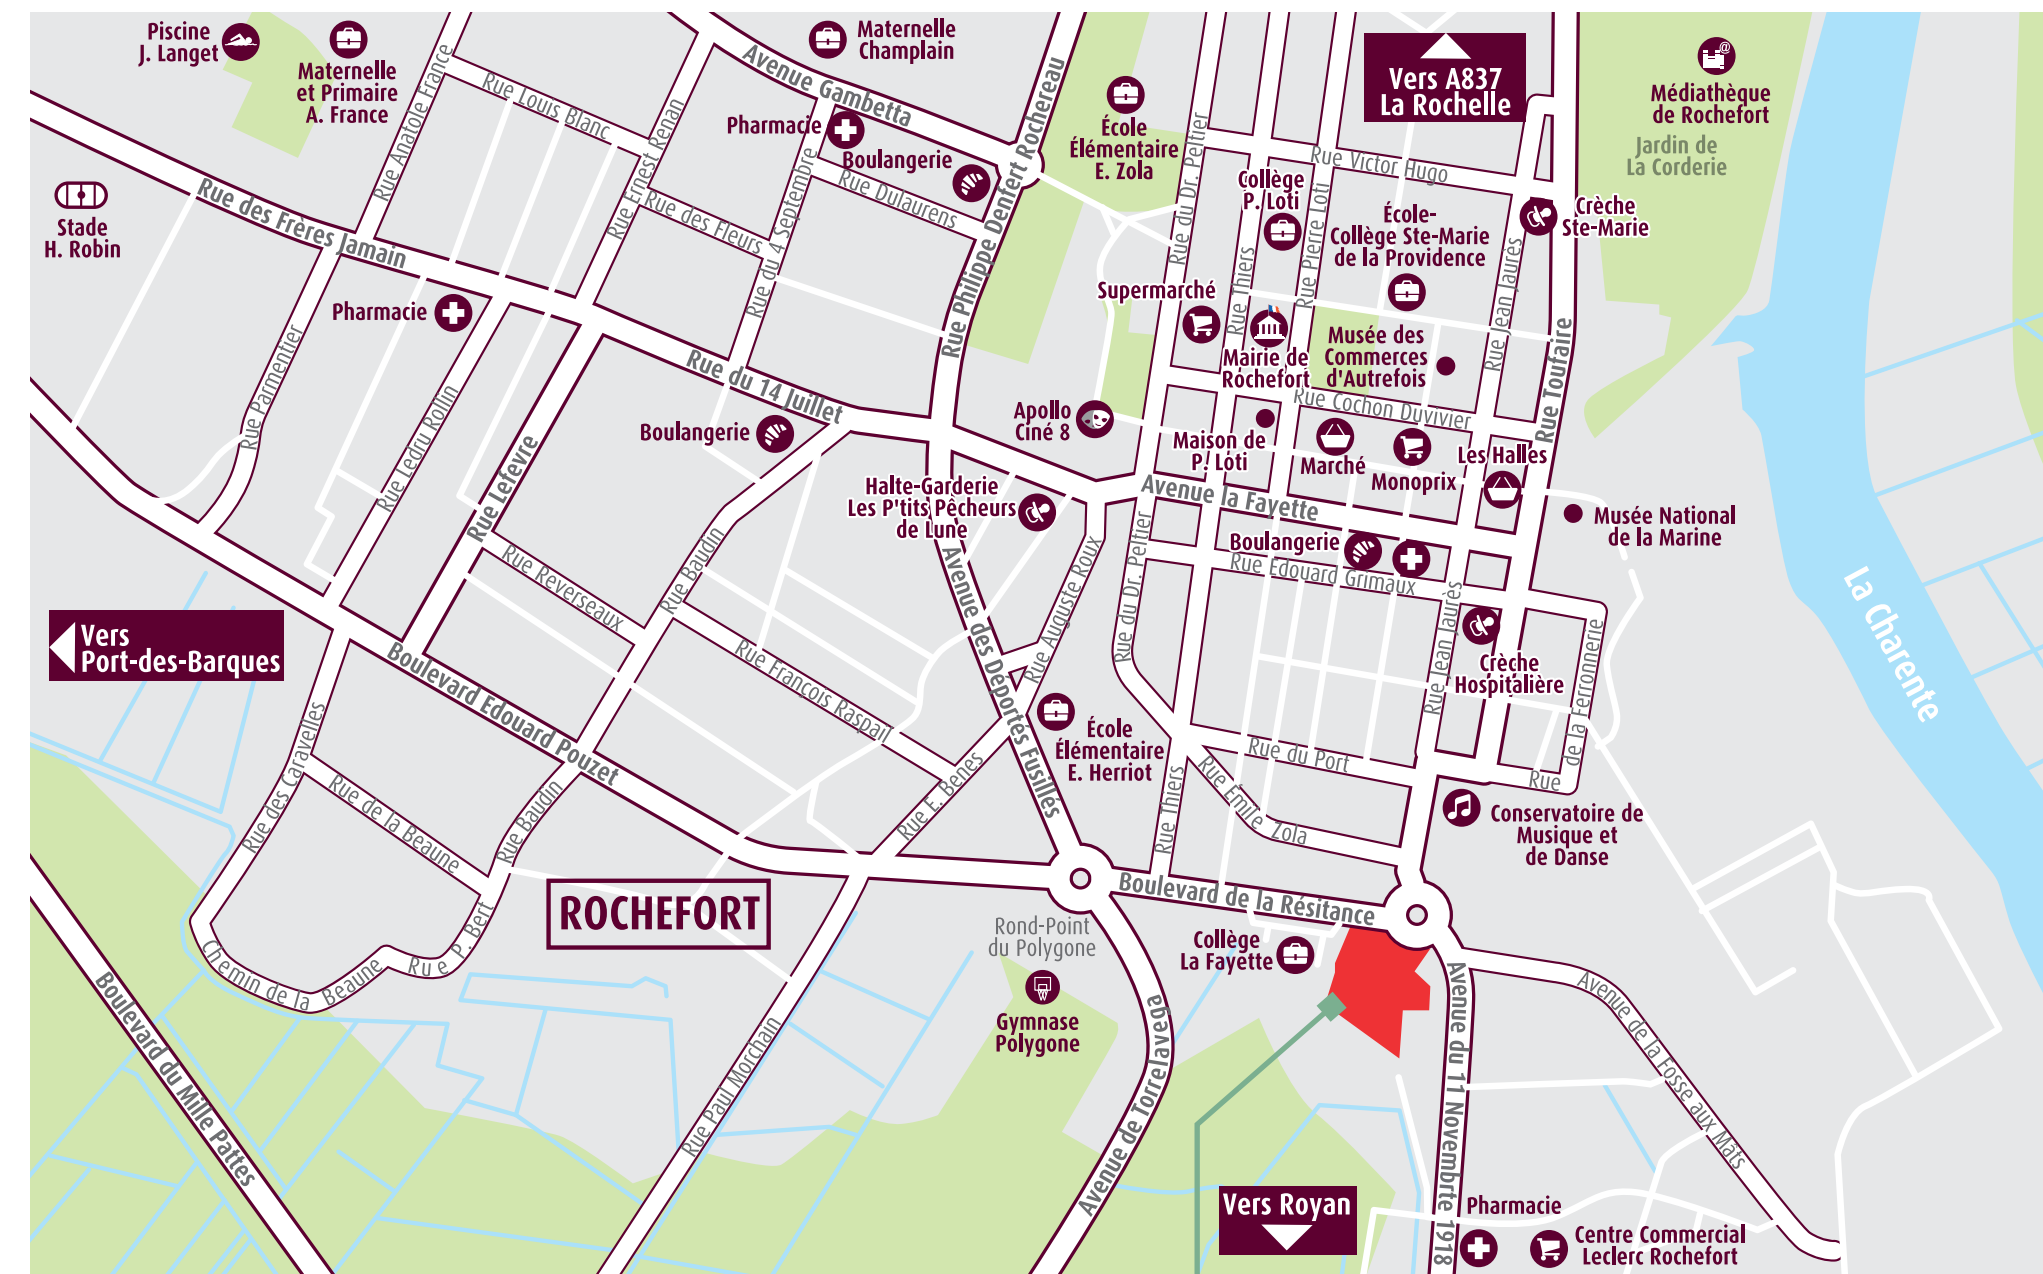 Piscine
J. Langet
Maternelle
et Primaire
A. France
Rue Anatole France
Rue Louis Blanc
Rue Ernest Renan
Avenue Gambetta
Maternelle
Champlain
Pharmacie
Boulangerie
Rue Dulaurens
Rue du 4 Septembre
Rue des Fleurs
Rue Philippe Denfert Rochereau
École
Élémentaire
E. Zola
Rue du Dr. Peltier
Vers A837
La Rochelle
Rue Victor Hugo
Médiathèque
de Rochefort
Jardin de
La Corderie
Collège
P. Loti
Rue Pierre Loti
École-
Collège Ste-Marie
de la Providence
Crèche
Ste-Marie
Rue Jean Jaurés
Rue Toufaire
Stade
H. Robin
Rue des Frères Jamain
Pharmacie
Rue Parmentier
Rue Ledru Rollin
Rue Lefèvre
Rue du 14 Juillet
Boulangerie
Supermarché
Rue Thiers
Mairie de
Rochefort
Musée des
Commerces
d'Autrefois
Rue Cochon Duvivier
Apollo
Ciné 8
Maison de
P. Loti
Marché
Monoprix
Les Halles
Avenue la Fayette
Halte-Garderie
Les P'tits Pêcheurs
de Lune
Musée National
de la Marine
Boulangerie
Rue Edouard Grimaux
La Charente
Rue Reverseaux
Rue Baudin
Avenue des Déportés Fusillés
Rue Auguste Roux
Rue du Dr. Peltier
Rue Jean Jaurès
Crèche
Hospitalière
Rue de la Ferronnerie
Vers
Port-des-Barques
Boulevard Edouard Pouzet
Rue François Raspail
École
Élémentaire
E. Herriot
Rue du Port
Rue Emile Zola
Rue Thiers
Rue E. Benes
Rue des Caravelles
Rue de la Beaune
Rue Baudin
Conservatoire de
Musique et
de Danse
Boulevard de la Résitance
ROCHEFORT
Rue P. Bert
Chemin de la Beaune
Rond-Point
du Polygone
Collège
La Fayette
Gymnase
Polygone
Boulevard du Mille Pattes
Rue Paul Morchain
Avenue de Torrelavega
Avenue du 11 Novembrte 1918
Avenue de la Fosse aux Mats
Vers Royan
Pharmacie
Centre Commercial
Leclerc Rochefort